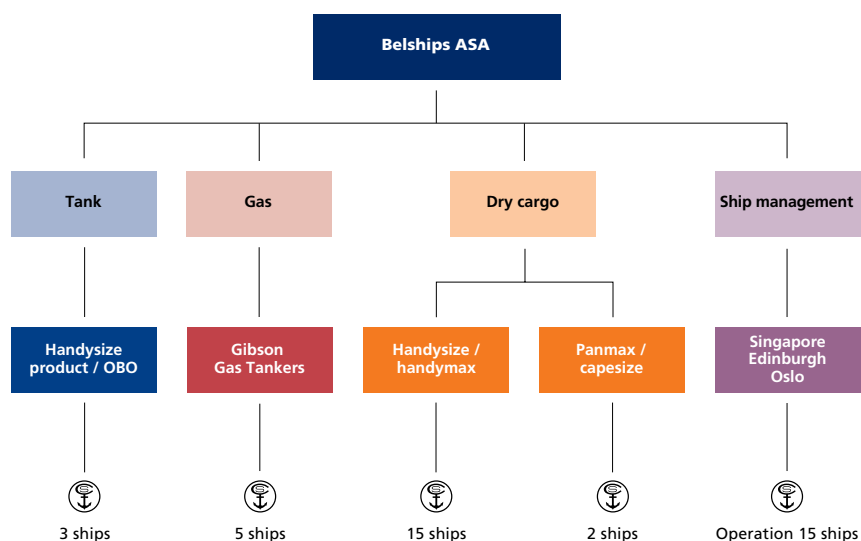 Belships ASA
Tank
Gas
Dry cargo
Ship management
Handysize
product / OBO
Gibson
Gas Tankers
Handysize /
handymax
Panmax /
capesize
Singapore
Edinburgh
Oslo
3 ships
5 ships
15 ships
2 ships
Operation 15 ships